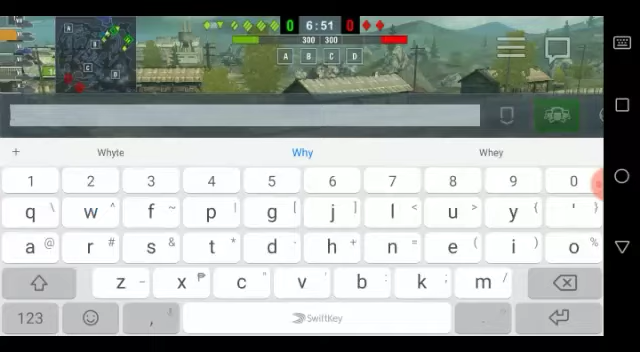 A
B
C
D
0 6:51 0
300 300
A B C D
+ Whyte Why Whey
1 2 3 4 5 6 7 8 9 0
q \ w ^ f ~ p | g [ j ] l < u > y { ' }
a @ r # s & t * d · h + n = e ( i ) o %
z _ x ₱ c " v ' b : k ; m /
123 , SwiftKey